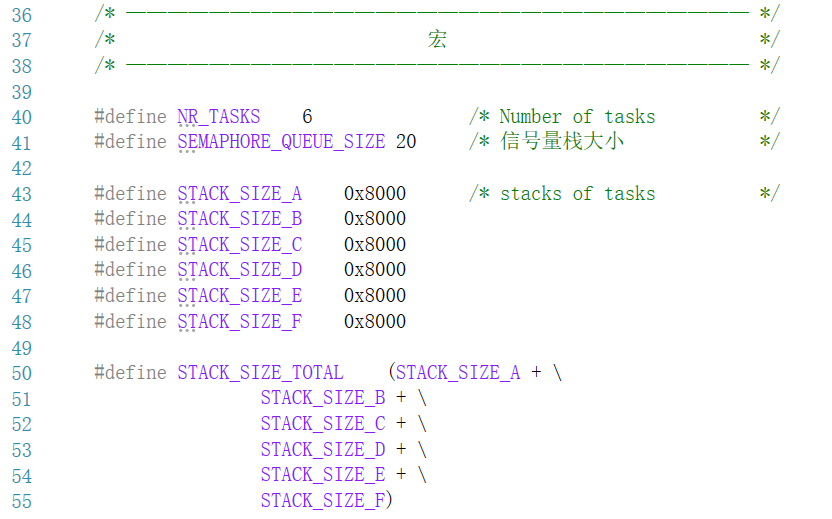 36 /* ────────────────────────────── */
37 /* 宏 */
38 /* ────────────────────────────── */
39
40 #define NR_TASKS 6 /* Number of tasks */
41 #define SEMAPHORE_QUEUE_SIZE 20 /* 信号量栈大小 */
42
43 #define STACK_SIZE_A 0x8000 /* stacks of tasks */
44 #define STACK_SIZE_B 0x8000
45 #define STACK_SIZE_C 0x8000
46 #define STACK_SIZE_D 0x8000
47 #define STACK_SIZE_E 0x8000
48 #define STACK_SIZE_F 0x8000
49
50 #define STACK_SIZE_TOTAL (STACK_SIZE_A + \
51 STACK_SIZE_B + \
52 STACK_SIZE_C + \
53 STACK_SIZE_D + \
54 STACK_SIZE_E + \
55 STACK_SIZE_F)